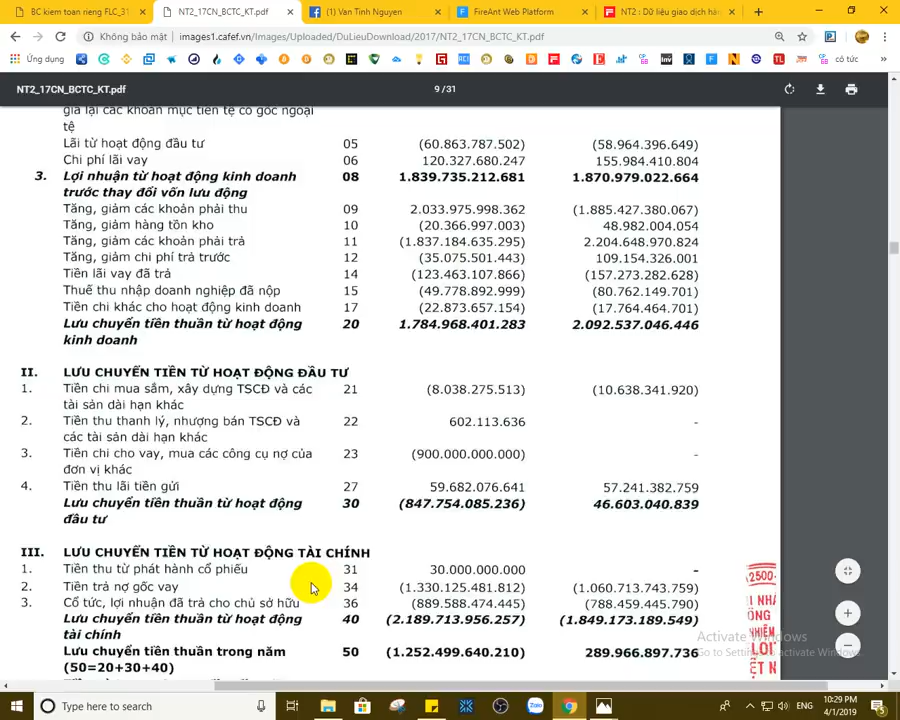 BC kiem toan rieng FLC_31
NT2_17CN_BCTC_KT.pdf
(1) Van Tinh Nguyen
FireAnt Web Platform
NT2 : Dữ liệu giao dịch hàn
Không bảo mật | images1.cafef.vn/Images/Uploaded/DuLieuDownload/2017/NT2_17CN_BCTC_KT.pdf
Ứng dụng
có tức
NT2_17CN_BCTC_KT.pdf 9 / 31
giá lại các khoản mục tiền tệ có gốc ngoại
tệ
Lãi từ hoạt động đầu tư 05 (60.863.787.502) (58.964.396.649)
Chi phí lãi vay 06 120.327.680.247 155.984.410.804
3. Lợi nhuận từ hoạt động kinh doanh 08 1.839.735.212.681 1.870.979.022.664
trước thay đổi vốn lưu động
Tăng, giảm các khoản phải thu 09 2.033.975.998.362 (1.885.427.380.067)
Tăng, giảm hàng tồn kho 10 (20.366.997.003) 48.982.004.054
Tăng, giảm các khoản phải trả 11 (1.837.184.635.295) 2.204.648.970.824
Tăng, giảm chi phí trả trước 12 (35.075.501.443) 109.154.326.001
Tiền lãi vay đã trả 14 (123.463.107.866) (157.273.282.628)
Thuế thu nhập doanh nghiệp đã nộp 15 (49.778.892.999) (80.762.149.701)
Tiền chi khác cho hoạt động kinh doanh 17 (22.873.657.154) (17.764.464.701)
Lưu chuyển tiền thuần từ hoạt động 20 1.784.968.401.283 2.092.537.046.446
kinh doanh
II. LƯU CHUYỂN TIỀN TỪ HOẠT ĐỘNG ĐẦU TƯ
1. Tiền chi mua sắm, xây dựng TSCĐ và các 21 (8.038.275.513) (10.638.341.920)
tài sản dài hạn khác
2. Tiền thu thanh lý, nhượng bán TSCĐ và 22 602.113.636 -
các tài sản dài hạn khác
3. Tiền chi cho vay, mua các công cụ nợ của 23 (900.000.000.000) -
đơn vị khác
4. Tiền thu lãi tiền gửi 27 59.682.076.641 57.241.382.759
Lưu chuyển tiền thuần từ hoạt động 30 (847.754.085.236) 46.603.040.839
đầu tư
III. LƯU CHUYỂN TIỀN TỪ HOẠT ĐỘNG TÀI CHÍNH
1. Tiền thu từ phát hành cổ phiếu 31 30.000.000.000 -
2. Tiền trả nợ gốc vay 34 (1.330.125.481.812) (1.060.713.743.759)
3. Cổ tức, lợi nhuận đã trả cho chủ sở hữu 36 (889.588.474.445) (788.459.445.790)
Lưu chuyển tiền thuần từ hoạt động 40 (2.189.713.956.257) (1.849.173.189.549)
tài chính
Lưu chuyển tiền thuần trong năm 50 (1.252.499.640.210) 289.966.897.736
(50=20+30+40)
Activate Windows
Go to Settings to activate Windows.
Type here to search
ENG
10:29 PM
4/1/2019